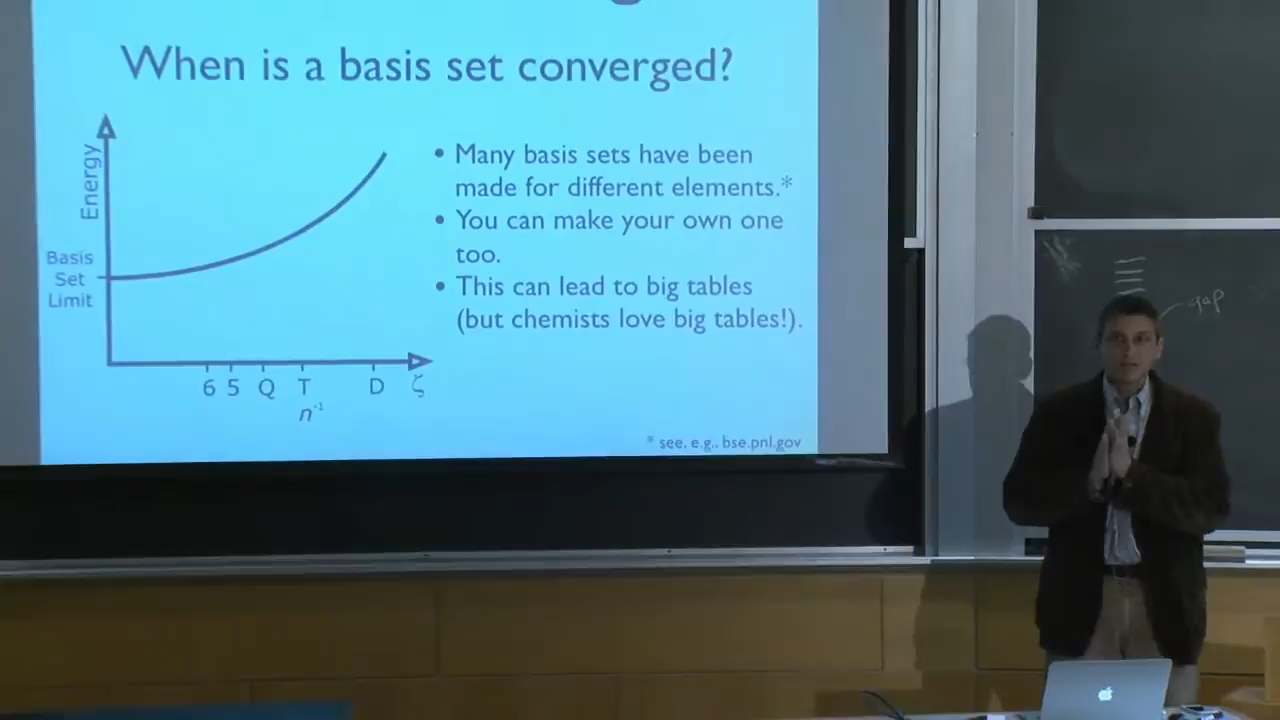 When is a basis set converged?
Energy
Basis
Set
Limit
6 5 Q T D ζ
n⁻¹
• Many basis sets have been
made for different elements.*
• You can make your own one
too.
• This can lead to big tables
(but chemists love big tables!).
* see, e.g., bse.pnl.gov
gap